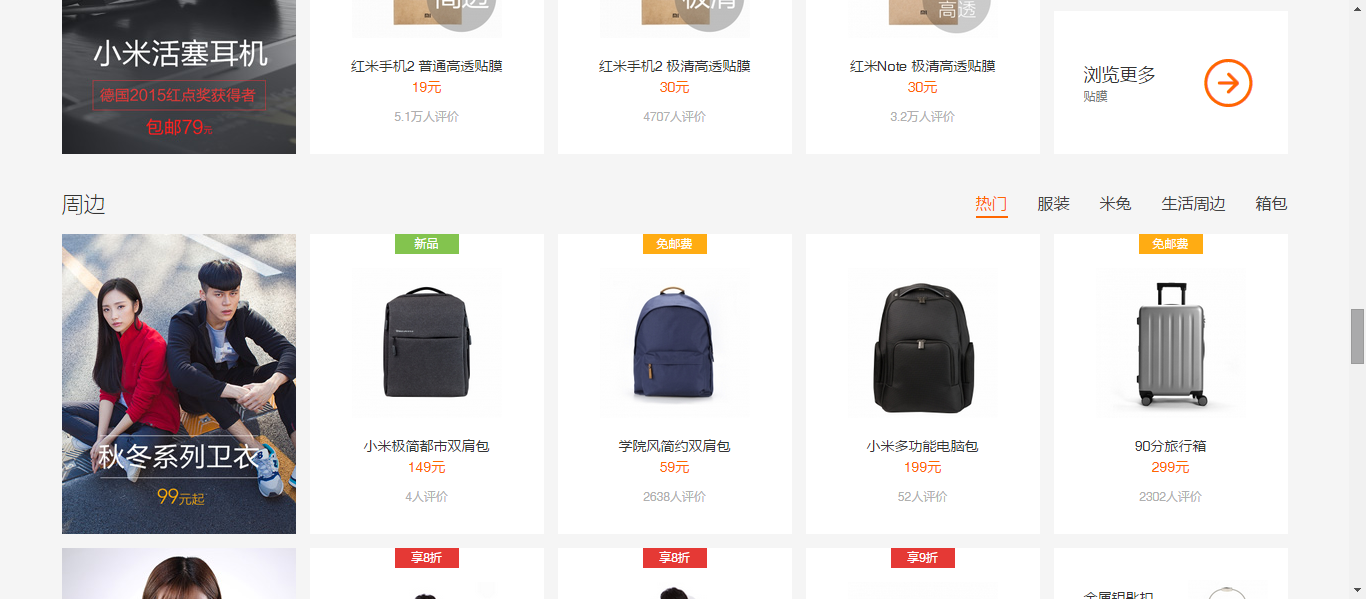 高透
极清
高透
小米活塞耳机
德国2015红点奖获得者
包邮79元
红米手机2 普通高透贴膜
19元
5.1万人评价
红米手机2 极清高透贴膜
30元
4707人评价
红米Note 极清高透贴膜
30元
3.2万人评价
浏览更多
贴膜
周边
热门 服装 米兔 生活周边 箱包
秋冬系列卫衣
99元起
新品
小米极简都市双肩包
149元
4人评价
免邮费
学院风简约双肩包
59元
2638人评价
小米多功能电脑包
199元
52人评价
免邮费
90分旅行箱
299元
2302人评价
享8折
享8折
享9折
金属钥匙扣